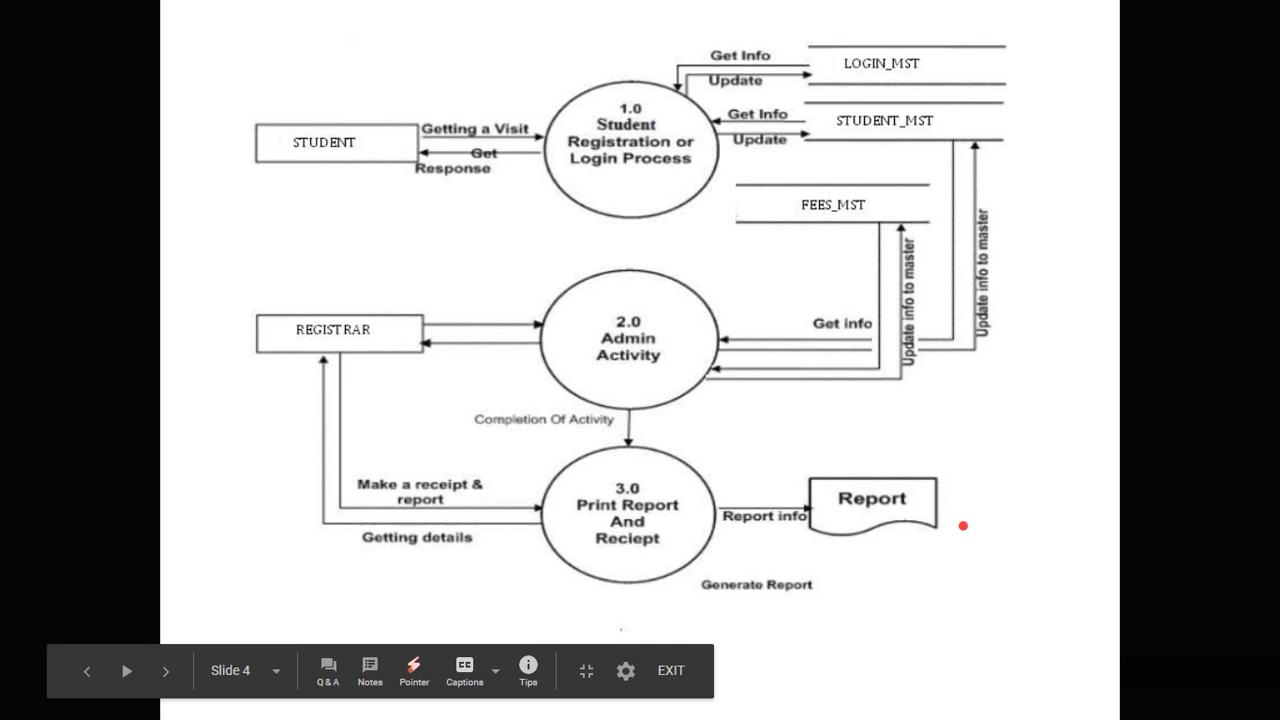 Get Info
LOGIN_MST
Update
1.0
Student
Registration or
Login Process
Get Info
STUDENT_MST
Update
STUDENT
Getting a Visit
Get
Response
FEES_MST
Update info to master
Update info to master
REGISTRAR
2.0
Admin
Activity
Get info
Completion Of Activity
Make a receipt &
report
Getting details
3.0
Print Report
And
Reciept
Report info
Report
Generate Report
Slide 4
Q & A
Notes
Pointer
Captions
Tips
EXIT